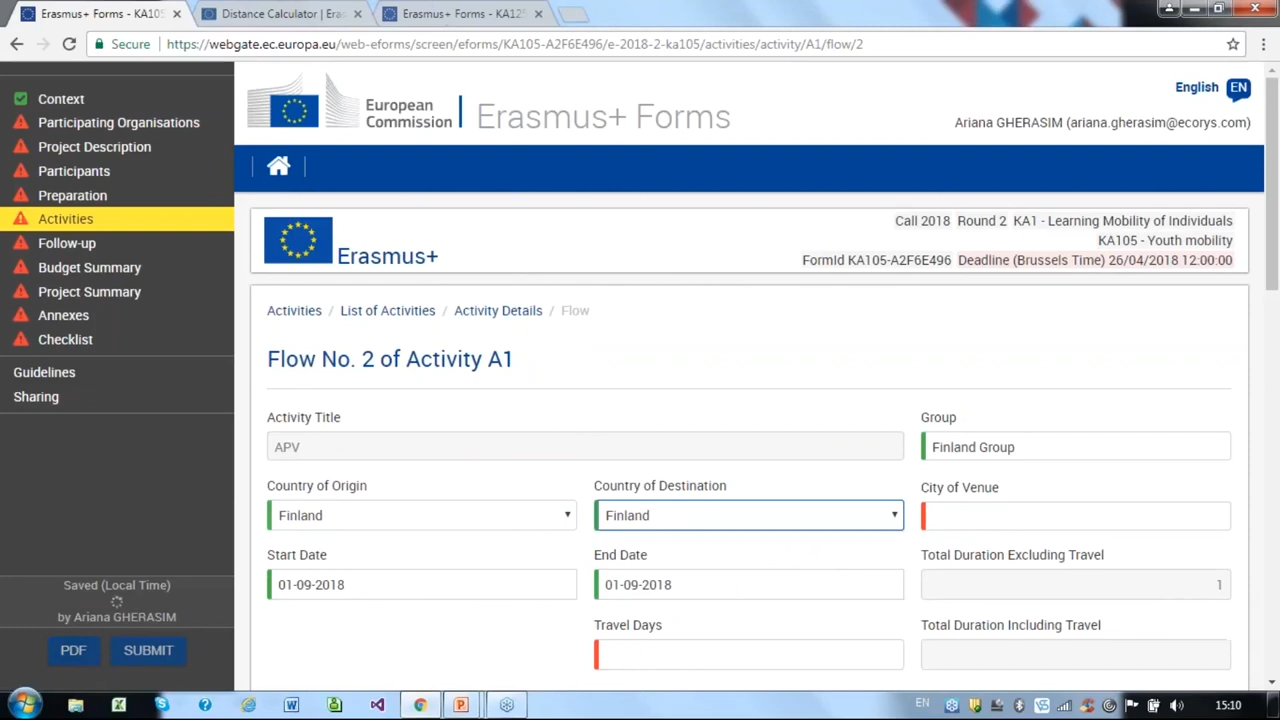 Erasmus+ Forms - KA105
Distance Calculator | Eras
Erasmus+ Forms - KA12
Secure
https://webgate.ec.europa.eu/web-eforms/screen/eforms/KA105-A2F6E496/e-2018-2-ka105/activities/activity/A1/flow/2
Context
Participating Organisations
Project Description
Participants
Preparation
Activities
Follow-up
Budget Summary
Project Summary
Annexes
Checklist
Guidelines
Sharing
Saved (Local Time)
by Ariana GHERASIM
PDF SUBMIT
European
Commission
Erasmus+ Forms
English EN
Ariana GHERASIM (ariana.gherasim@ecorys.com)
Erasmus+
Call 2018 Round 2 KA1 - Learning Mobility of Individuals
KA105 - Youth mobility
FormId KA105-A2F6E496 Deadline (Brussels Time) 26/04/2018 12:00:00
Activities / List of Activities / Activity Details / Flow
Flow No. 2 of Activity A1
Activity Title Group
APV Finland Group
Country of Origin Country of Destination City of Venue
Finland Finland
Start Date End Date Total Duration Excluding Travel
01-09-2018 01-09-2018 1
Travel Days Total Duration Including Travel
EN 15:10